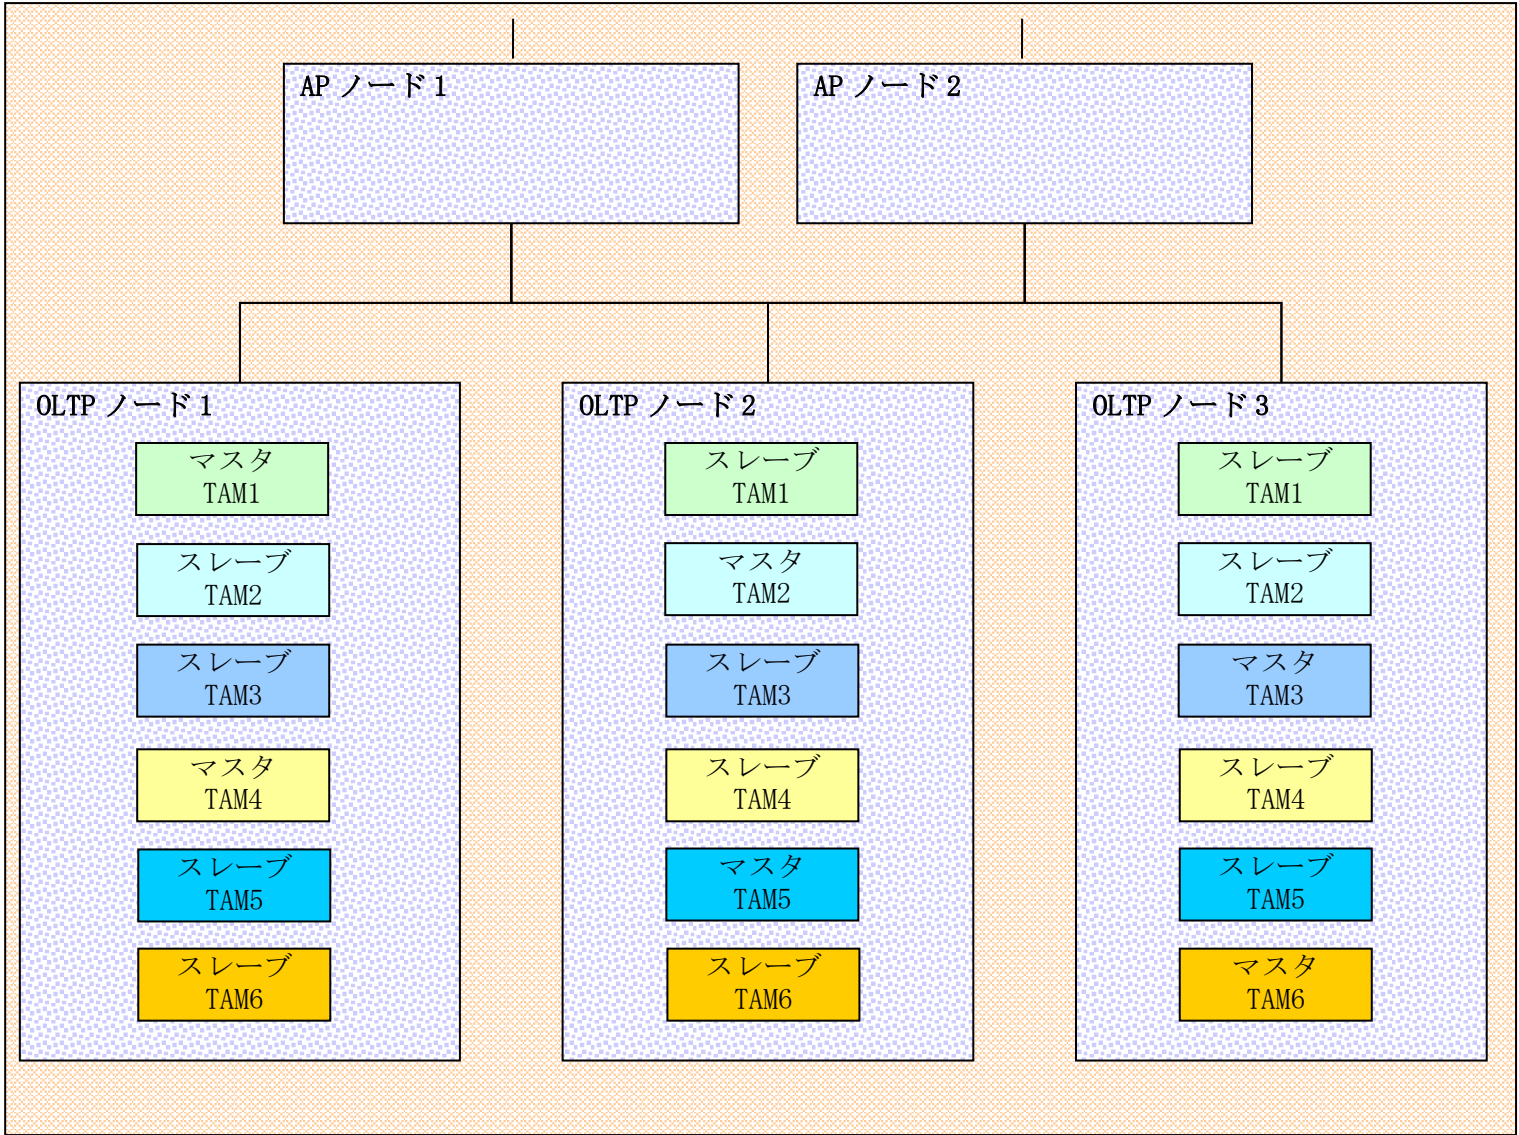 AP ノード 1
AP ノード 2
OLTP ノード 1
マスタ
TAM1
スレーブ
TAM2
スレーブ
TAM3
マスタ
TAM4
スレーブ
TAM5
スレーブ
TAM6
OLTP ノード 2
スレーブ
TAM1
マスタ
TAM2
スレーブ
TAM3
スレーブ
TAM4
マスタ
TAM5
スレーブ
TAM6
OLTP ノード 3
スレーブ
TAM1
スレーブ
TAM2
マスタ
TAM3
スレーブ
TAM4
スレーブ
TAM5
マスタ
TAM6